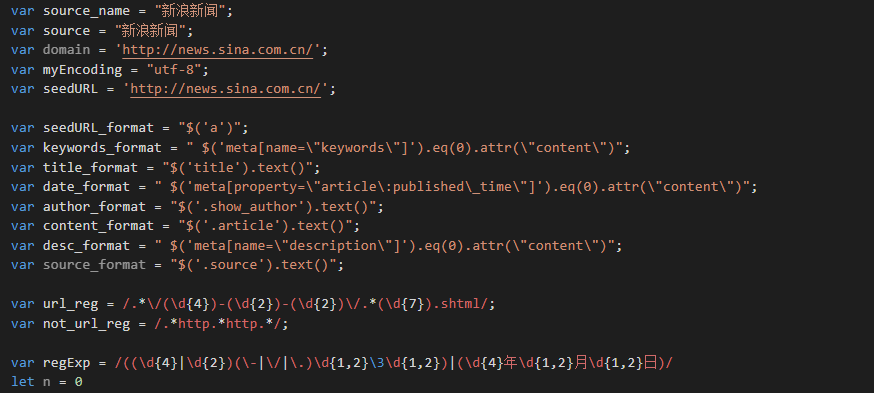 var source_name = "新浪新闻";
var source = "新浪新闻";
var domain = 'http://news.sina.com.cn/';
var myEncoding = "utf-8";
var seedURL = 'http://news.sina.com.cn/';
var seedURL_format = "$('a')";
var keywords_format = " $('meta[name=\"keywords\"]').eq(0).attr(\"content\")";
var title_format = "$('title').text()";
var date_format = " $('meta[property=\"article\:published\_time\"]').eq(0).attr(\"content\")";
var author_format = "$('.show_author').text()";
var content_format = "$('.article').text()";
var desc_format = " $('meta[name=\"description\"]').eq(0).attr(\"content\")";
var source_format = "$('.source').text()";
var url_reg = /.*\/(\d{4})-(\d{2})-(\d{2})\/.*(\d{7}).shtml/;
var not_url_reg = /.*http.*http.*/;
var regExp = /((\d{4}|\d{2})(\-|\/|\.)\d{1,2}\3\d{1,2})|(\d{4}年\d{1,2}月\d{1,2}日)/
let n = 0